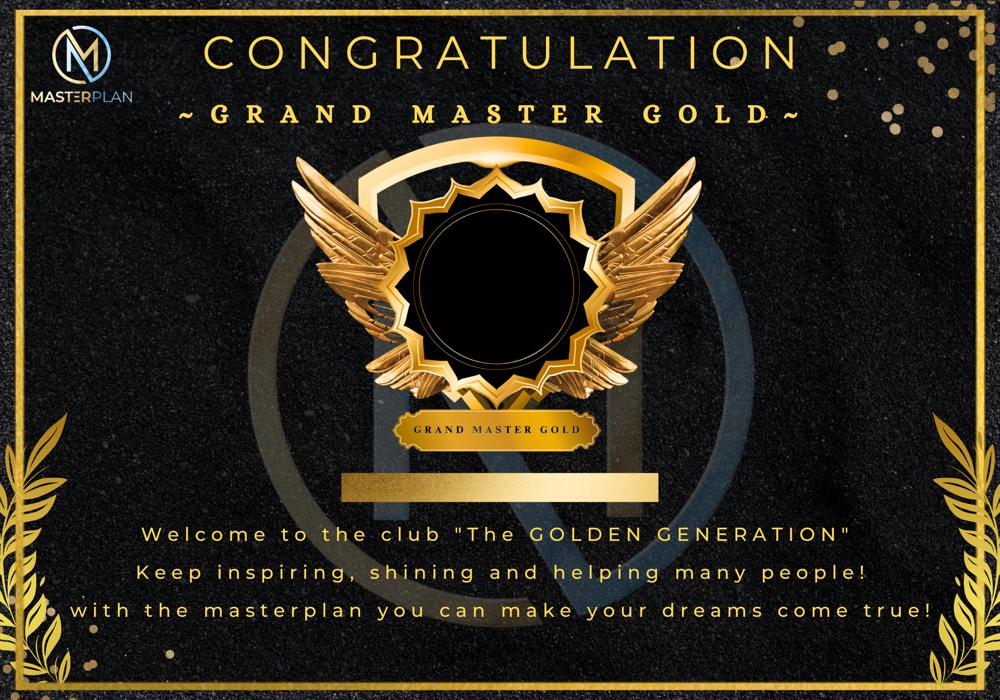 CONGRATULATION
MASTERPLAN
~GRAND MASTER GOLD~
GRAND MASTER GOLD
Welcome to the club "The GOLDEN GENERATION"
Keep inspiring, shining and helping many people!
with the masterplan you can make your dreams come true!